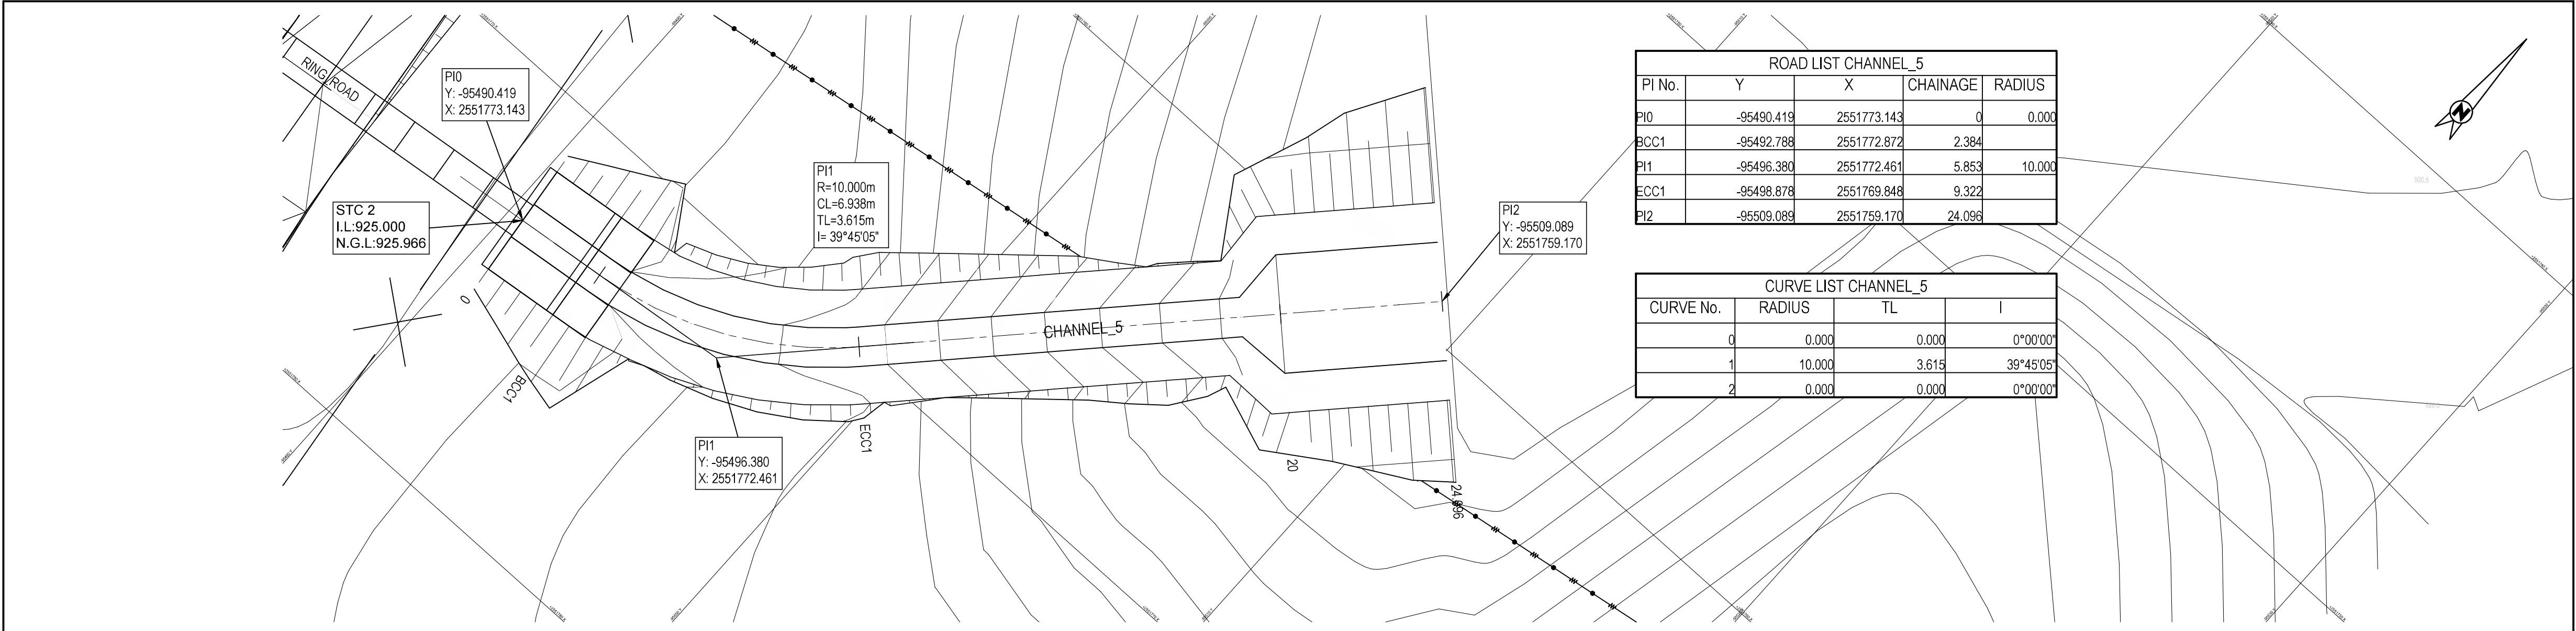 RING_ROAD
PI0
Y: -95490.419
X: 2551773.143
STC 2
I.L:925.000
N.G.L:925.966
PI1
R=10.000m
CL=6.938m
TL=3.615m
I= 39°45'05"
PI2
Y: -95509.089
X: 2551759.170
CHANNEL_5
PI1
Y: -95496.380
X: 2551772.461
0
BCC1
ECC1
20
N
ROAD LIST CHANNEL_5
PI No. Y X CHAINAGE RADIUS
PI0 -95490.419 2551773.143 0 0.000
BCC1 -95492.788 2551772.872 2.384
PI1 -95496.380 2551772.461 5.853 10.000
ECC1 -95498.878 2551769.848 9.322
PI2 -95509.089 2551759.170 24.096
CURVE LIST CHANNEL_5
CURVE No. RADIUS TL I
0 0.000 0.000 0°00'00"
1 10.000 3.615 39°45'05"
2 0.000 0.000 0°00'00"